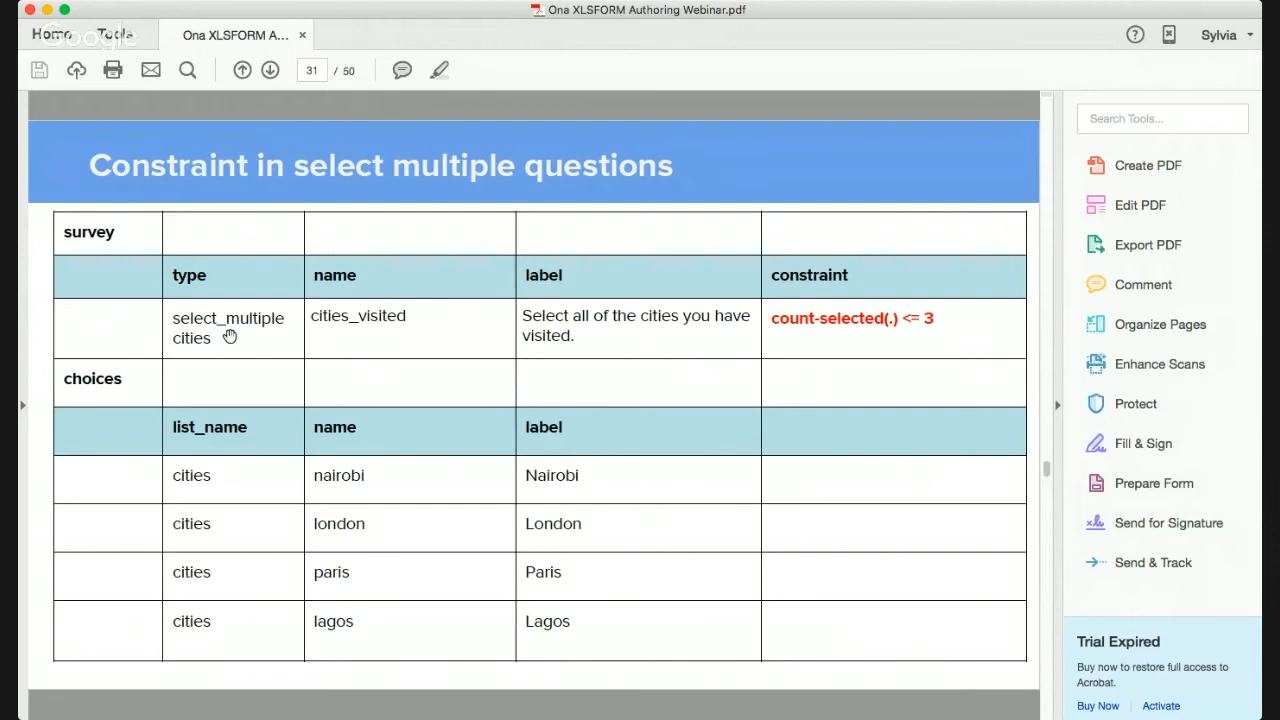 Ona XLSFORM Authoring Webinar.pdf
Home Tools Ona XLSFORM A... × Sylvia
Google
31 / 50
Search Tools...
Create PDF
Edit PDF
Export PDF
Comment
Organize Pages
Enhance Scans
Protect
Fill & Sign
Prepare Form
Send for Signature
Send & Track
Trial Expired
Buy now to restore full access to
Acrobat.
Buy Now Activate
Constraint in select multiple questions
survey
type name label constraint
select_multiple
cities
cities_visited
Select all of the cities you have
visited.
count-selected(.) <= 3
choices
list_name name label
cities nairobi Nairobi
cities london London
cities paris Paris
cities lagos Lagos